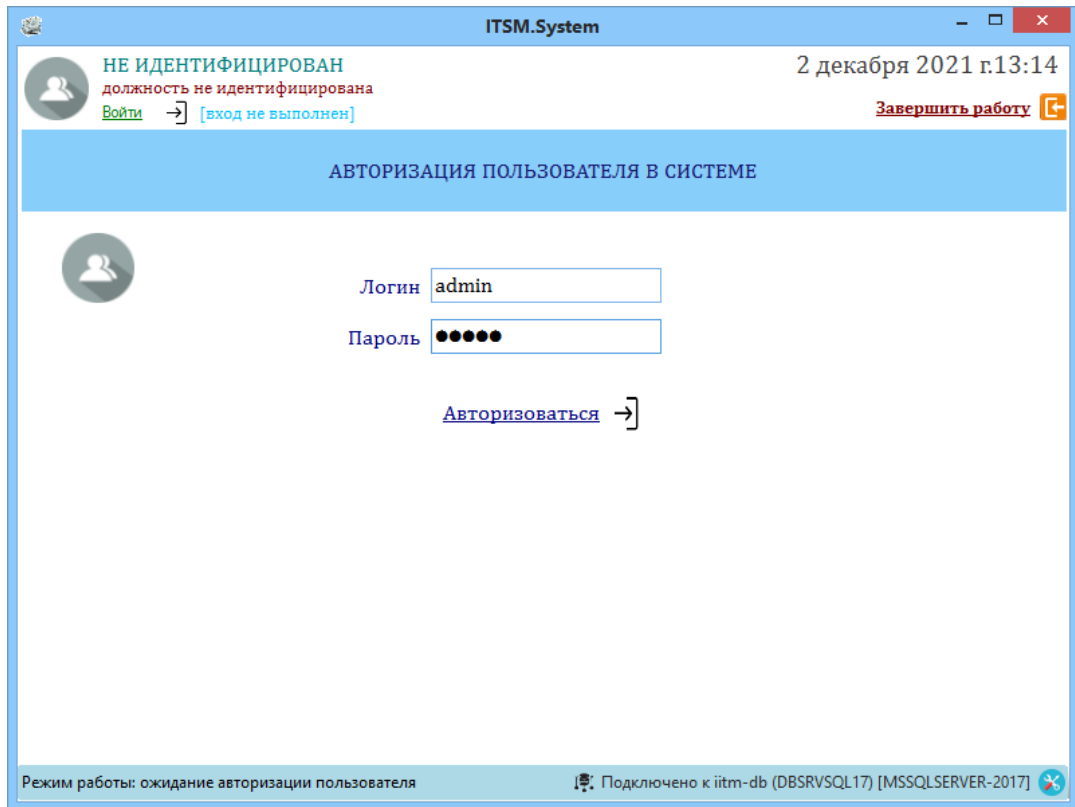 ITSM.System
НЕ ИДЕНТИФИЦИРОВАН
2 декабря 2021 г.13:14
должность не идентифицирована
Войти [вход не выполнен]
Завершить работу
АВТОРИЗАЦИЯ ПОЛЬЗОВАТЕЛЯ В СИСТЕМЕ
Логин admin
Пароль ●●●●●
Авторизоваться
Режим работы: ожидание авторизации пользователя
Подключено к iitm-db (DBSRVSQL17) [MSSQLSERVER-2017]